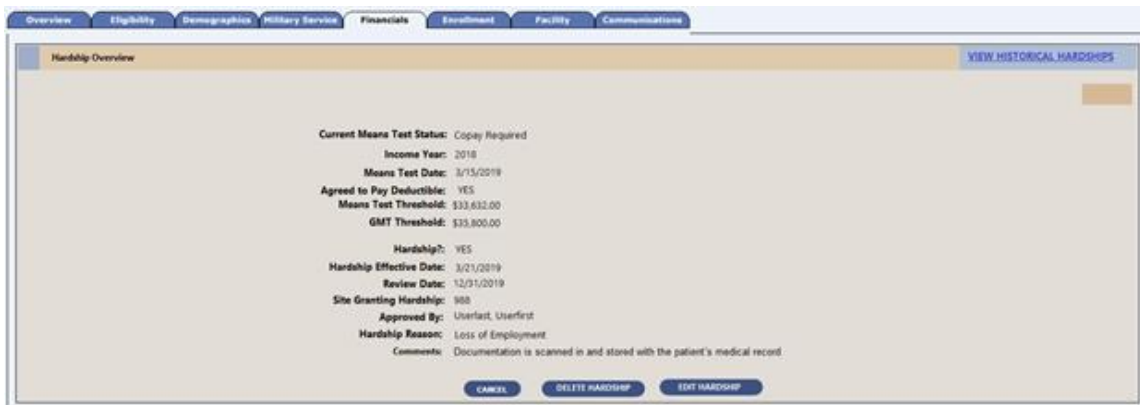 Overview Eligibility Demographics Military Service Financials Enrollment Facility Communications
Hardship Overview VIEW HISTORICAL HARDSHIPS
Current Means Test Status: Copay Required
Income Year: 2018
Means Test Date: 3/15/2019
Agreed to Pay Deductible: YES
Means Test Threshold: $33,632.00
GMT Threshold: $35,800.00
Hardship?: YES
Hardship Effective Date: 3/21/2019
Review Date: 12/31/2019
Site Granting Hardship: 988
Approved By: Userlast, Userfirst
Hardship Reason: Loss of Employment
Comments: Documentation is scanned in and stored with the patient's medical record
CANCEL DELETE HARDSHIP EDIT HARDSHIP